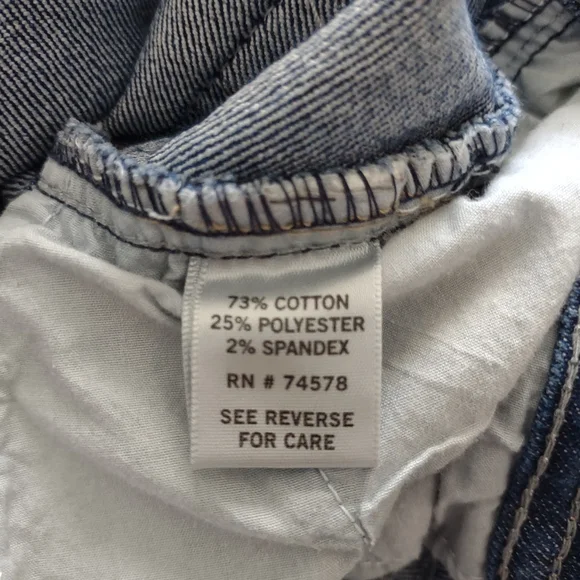 73% COTTON
25% POLYESTER
2% SPANDEX
RN # 74578
SEE REVERSE
FOR CARE